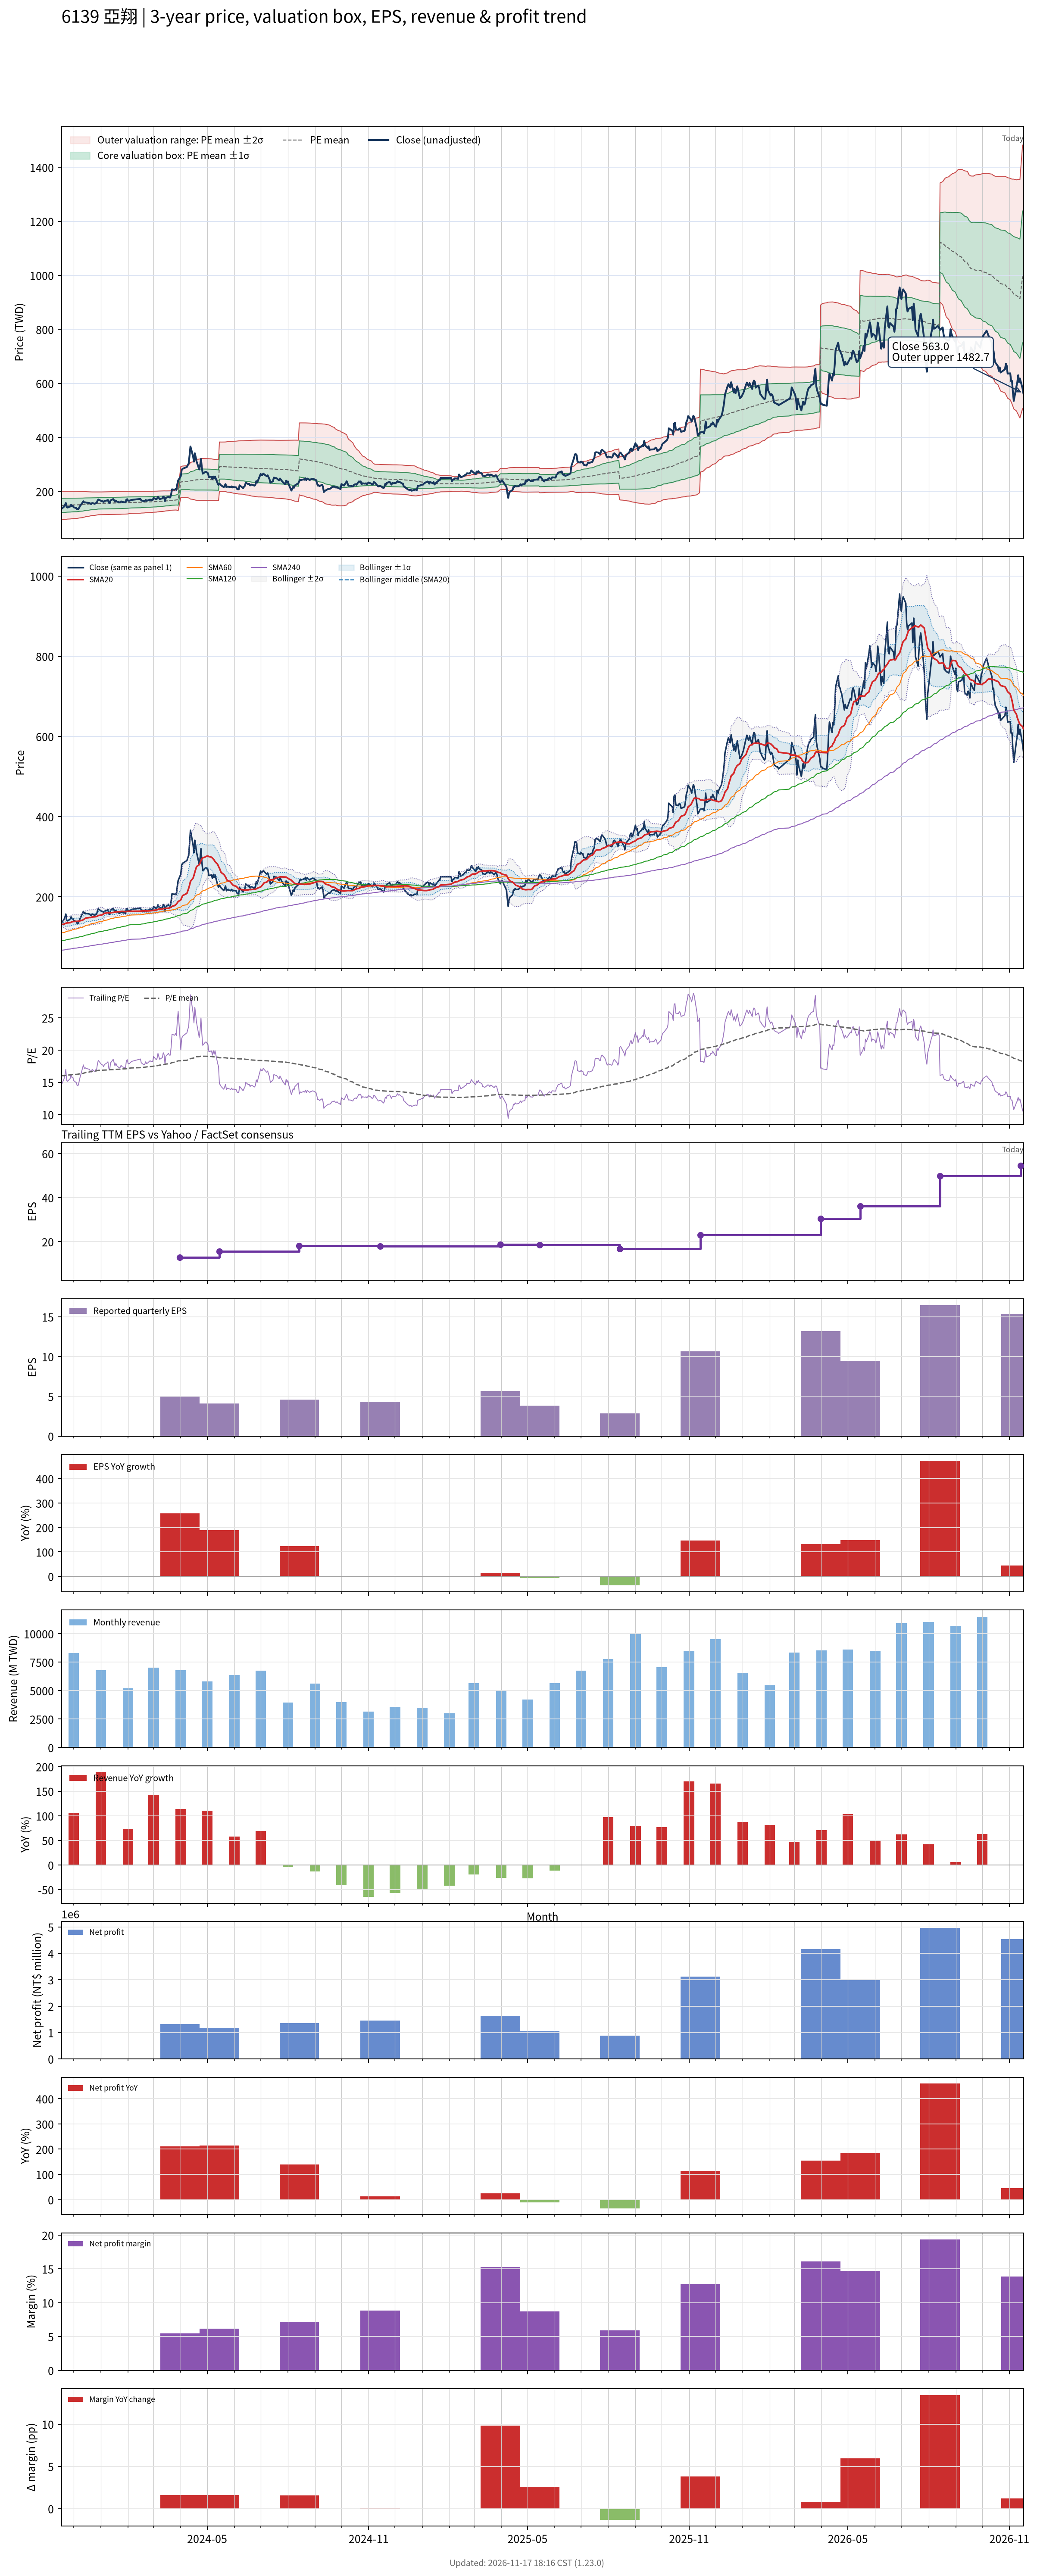 6139 亞翔 | 3-year price, valuation box, EPS, revenue & profit trend
Outer valuation range: PE mean ±2σ
Core valuation box: PE mean ±1σ
PE mean
Close (unadjusted)
Today
1400
1200
1000
800
600
400
200
Price (TWD)
Close 563.0
Outer upper 1482.7
Close (same as panel 1)
SMA20
SMA60
SMA120
SMA240
Bollinger ±2σ
Bollinger ±1σ
Bollinger middle (SMA20)
1000
800
600
400
200
Price
Trailing P/E
P/E mean
25
20
15
10
P/E
Trailing TTM EPS vs Yahoo / FactSet consensus
Today
60
40
20
EPS
Reported quarterly EPS
15
10
5
0
EPS
EPS YoY growth
400
300
200
100
0
YoY (%)
Monthly revenue
10000
7500
5000
2500
0
Revenue (M TWD)
Revenue YoY growth
200
150
100
50
0
-50
YoY (%)
Month
1e6
Net profit
5
4
3
2
1
0
Net profit (NT$ million)
Net profit YoY
400
300
200
100
0
YoY (%)
Net profit margin
20
15
10
5
0
Margin (%)
Margin YoY change
10
5
0
Δ margin (pp)
2024-05
2024-11
2025-05
2025-11
2026-05
2026-11
Updated: 2026-11-17 18:16 CST (1.23.0)